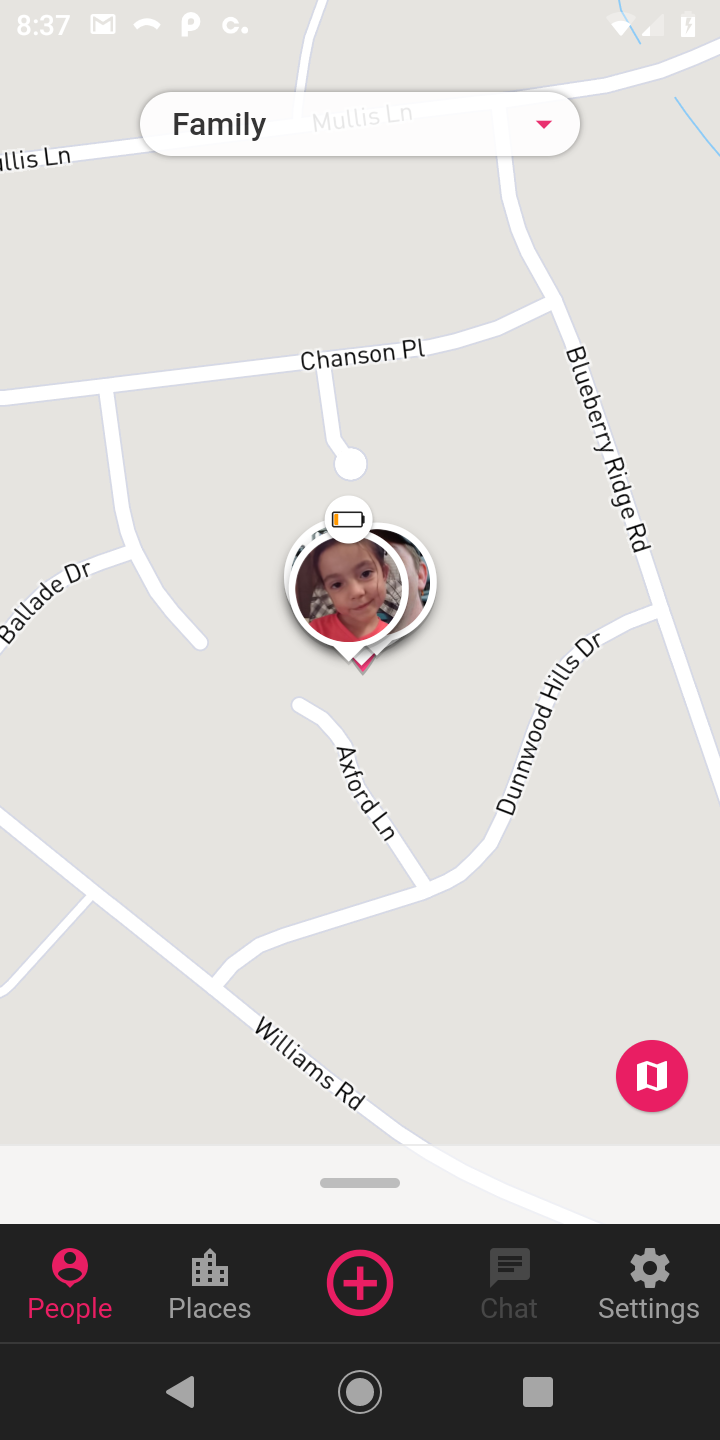 8:37
Family
Mullis Ln
ullis Ln
Chanson Pl
Blueberry Ridge Rd
Ballade Dr
Dunnwood Hills Dr
Axford Ln
Williams Rd
People
Places
Chat
Settings